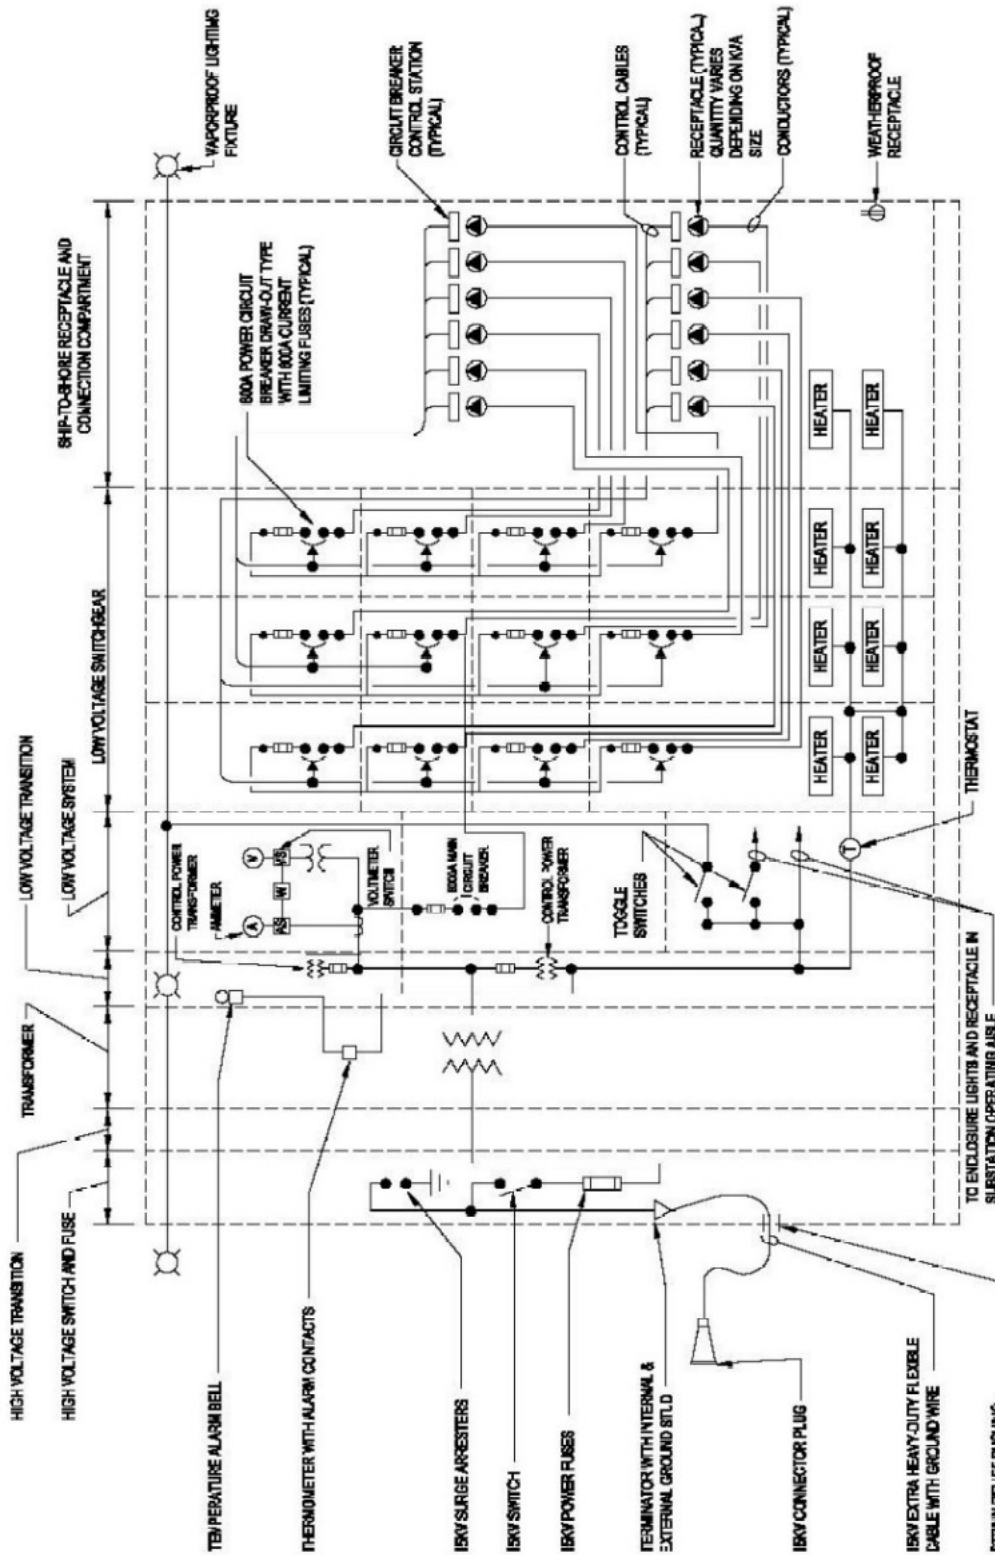 HIGH VOLTAGE TRANSITION
HIGH VOLTAGE SWITCH AND FUSE
TRANSFORMER
LOW VOLTAGE TRANSITION
LOW VOLTAGE SYSTEM
LOW VOLTAGE SWITCHGEAR
SHIP-TO-SHORE RECEPTACLE AND
CONNECTION COMPARTMENT
VAPORPROOF LIGHTING
FIXTURE
CIRCUIT BREAKER
CONTROL STATION
(TYPICAL)
CONTROL CABLES
(TYPICAL)
RECEPTACLE (TYPICAL)
QUANTITY VARIES
DEPENDING ON KVA
SIZE
CONDUCTORS (TYPICAL)
WEATHERPROOF
RECEPTACLE
800A POWER CIRCUIT
BREAKER DRAW-OUT TYPE
WITH 600A CURRENT
LIMITING FUSES (TYPICAL)
CONTROL POWER
TRANSFORMER
AMMETER
A
V
AS
W
VS
VOLTMETER
SWITCH
MAIN
CIRCUIT
BREAKER
CONTROL POWER
TRANSFORMER
TOGGLE
SWITCHES
HEATER
HEATER
HEATER
HEATER
HEATER
HEATER
HEATER
HEATER
T
THERMOSTAT
TO ENCLOSURE LIGHTS AND RECEPTACLE IN
SUBSTATION OPERATING AISLE
TEMPERATURE ALARM BELL
THERMOMETER WITH ALARM CONTACTS
15KV SURGE ARRESTERS
15KV SWITCH
15KV POWER FUSES
TERMINATOR WITH INTERNAL &
EXTERNAL GROUND
15KV CONNECTOR PLUG
15KV EXTRA HEAVY-DUTY FLEXIBLE
CABLE WITH GROUND WIRE